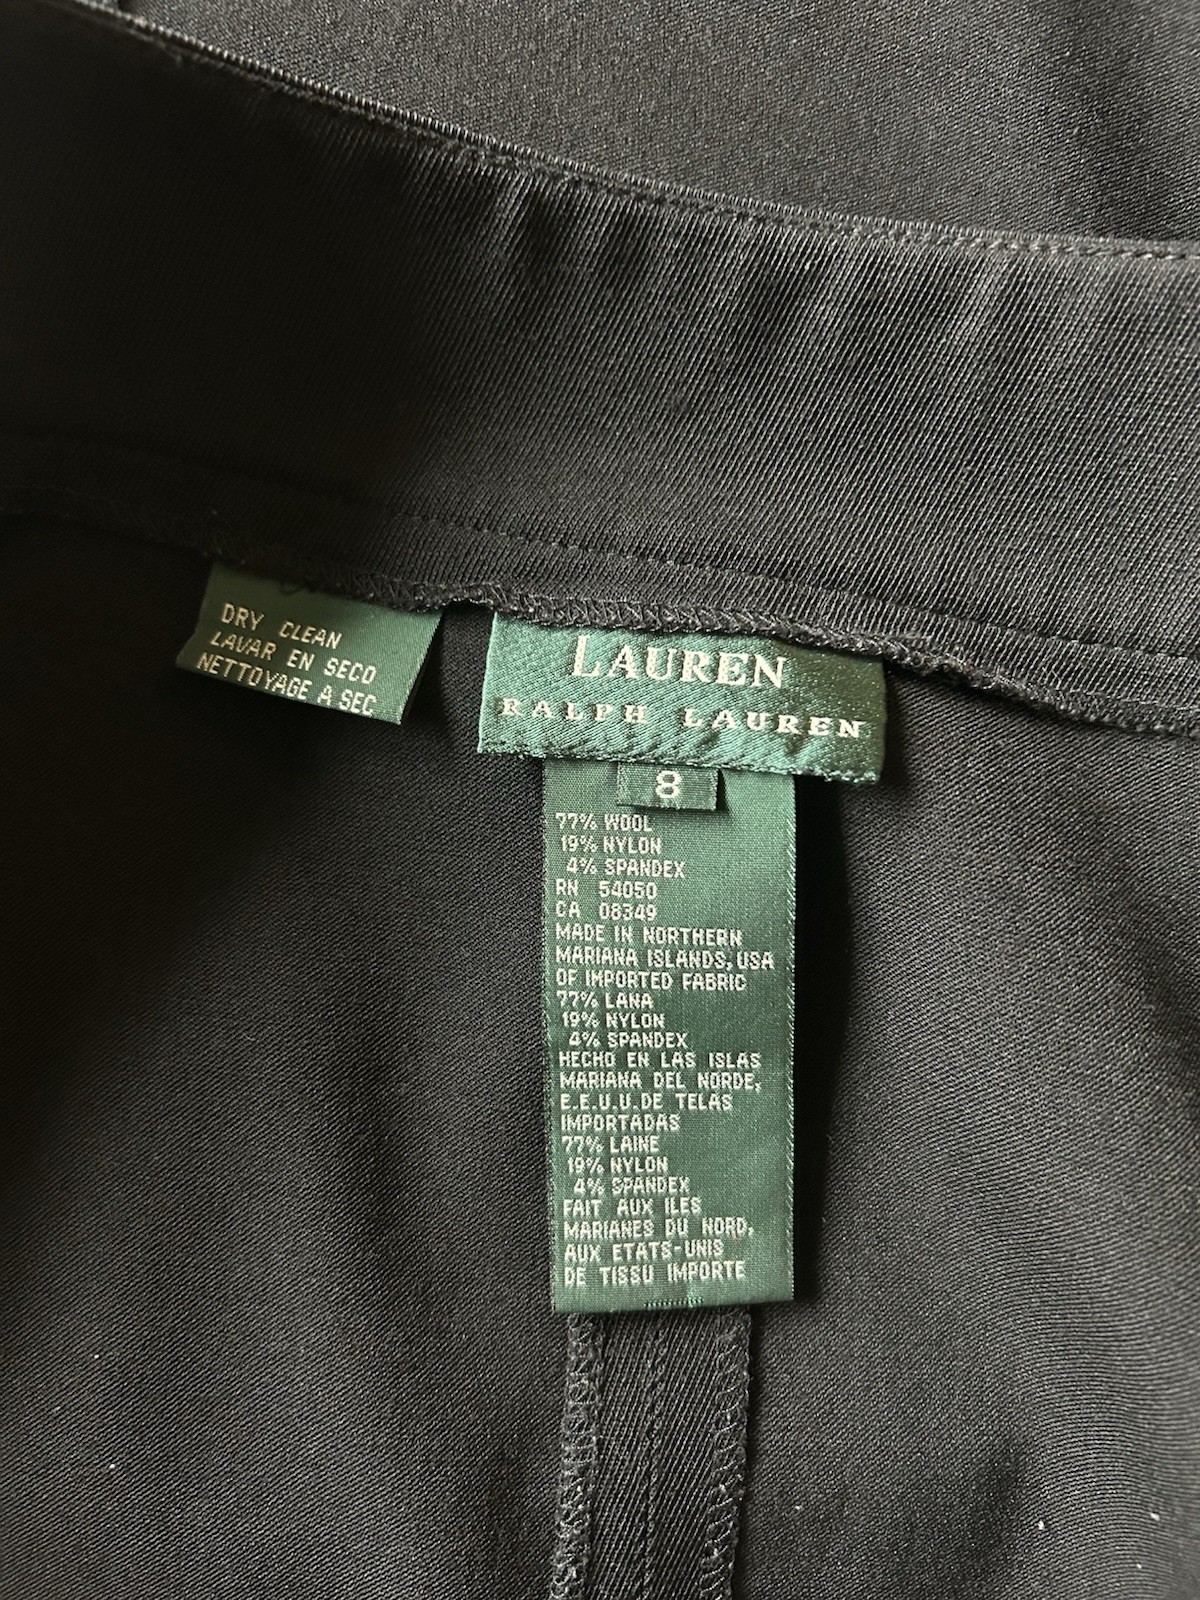 DRY CLEAN
LAVAR EN SECO
NETTOYAGE A SEC
LAUREN
RALPH LAUREN
8
77% WOOL
19% NYLON
4% SPANDEX
RN 54050
CA 08349
MADE IN NORTHERN
MARIANA ISLANDS, USA
OF IMPORTED FABRIC
77% LANA
19% NYLON
4% SPANDEX
HECHO EN LAS ISLAS
MARIANA DEL NORDE,
E.E.U.U. DE TELAS
IMPORTADAS
77% LAINE
19% NYLON
4% SPANDEX
FAIT AUX ILES
MARIANES DU NORD,
AUX ETATS-UNIS
DE TISSU IMPORTE